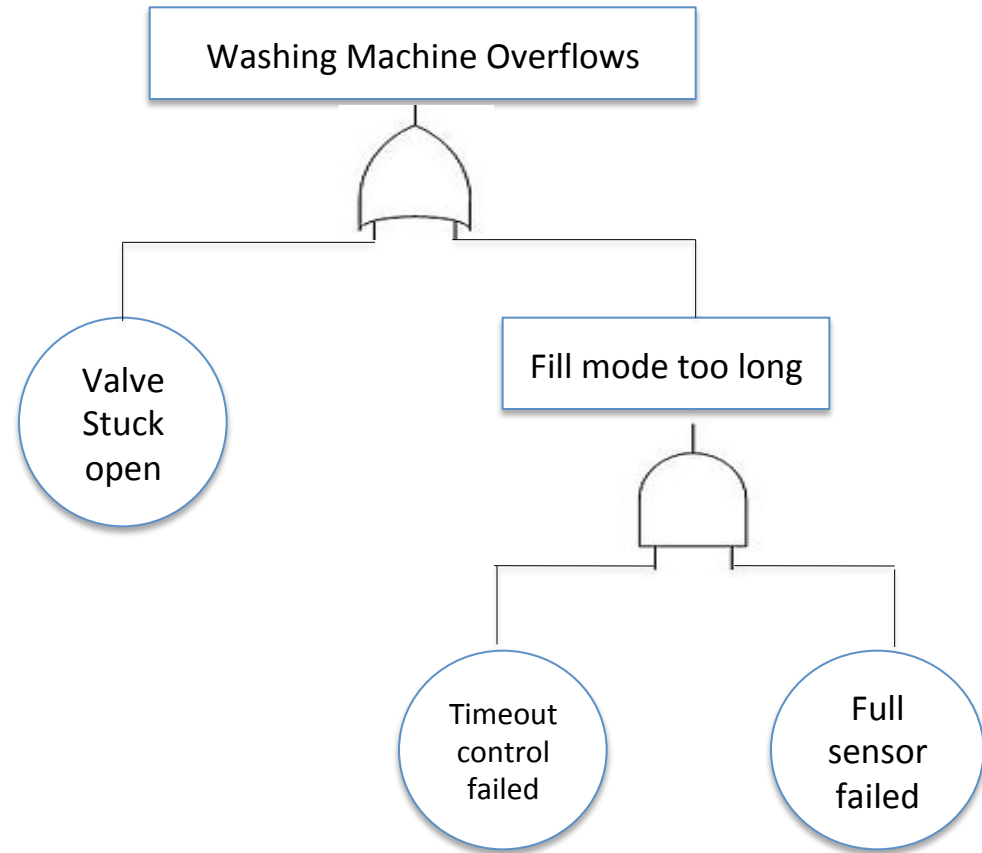 Washing Machine Overflows
Valve
Stuck
open
Fill mode too long
Timeout
control
failed
Full
sensor
failed